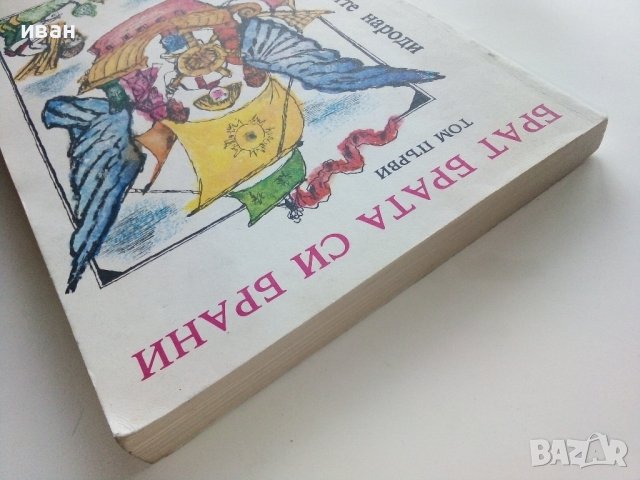 БРАТ БРАТА СИ БРАНИ
ТОМ ПЪРВИ
народи
иван
BAZAR